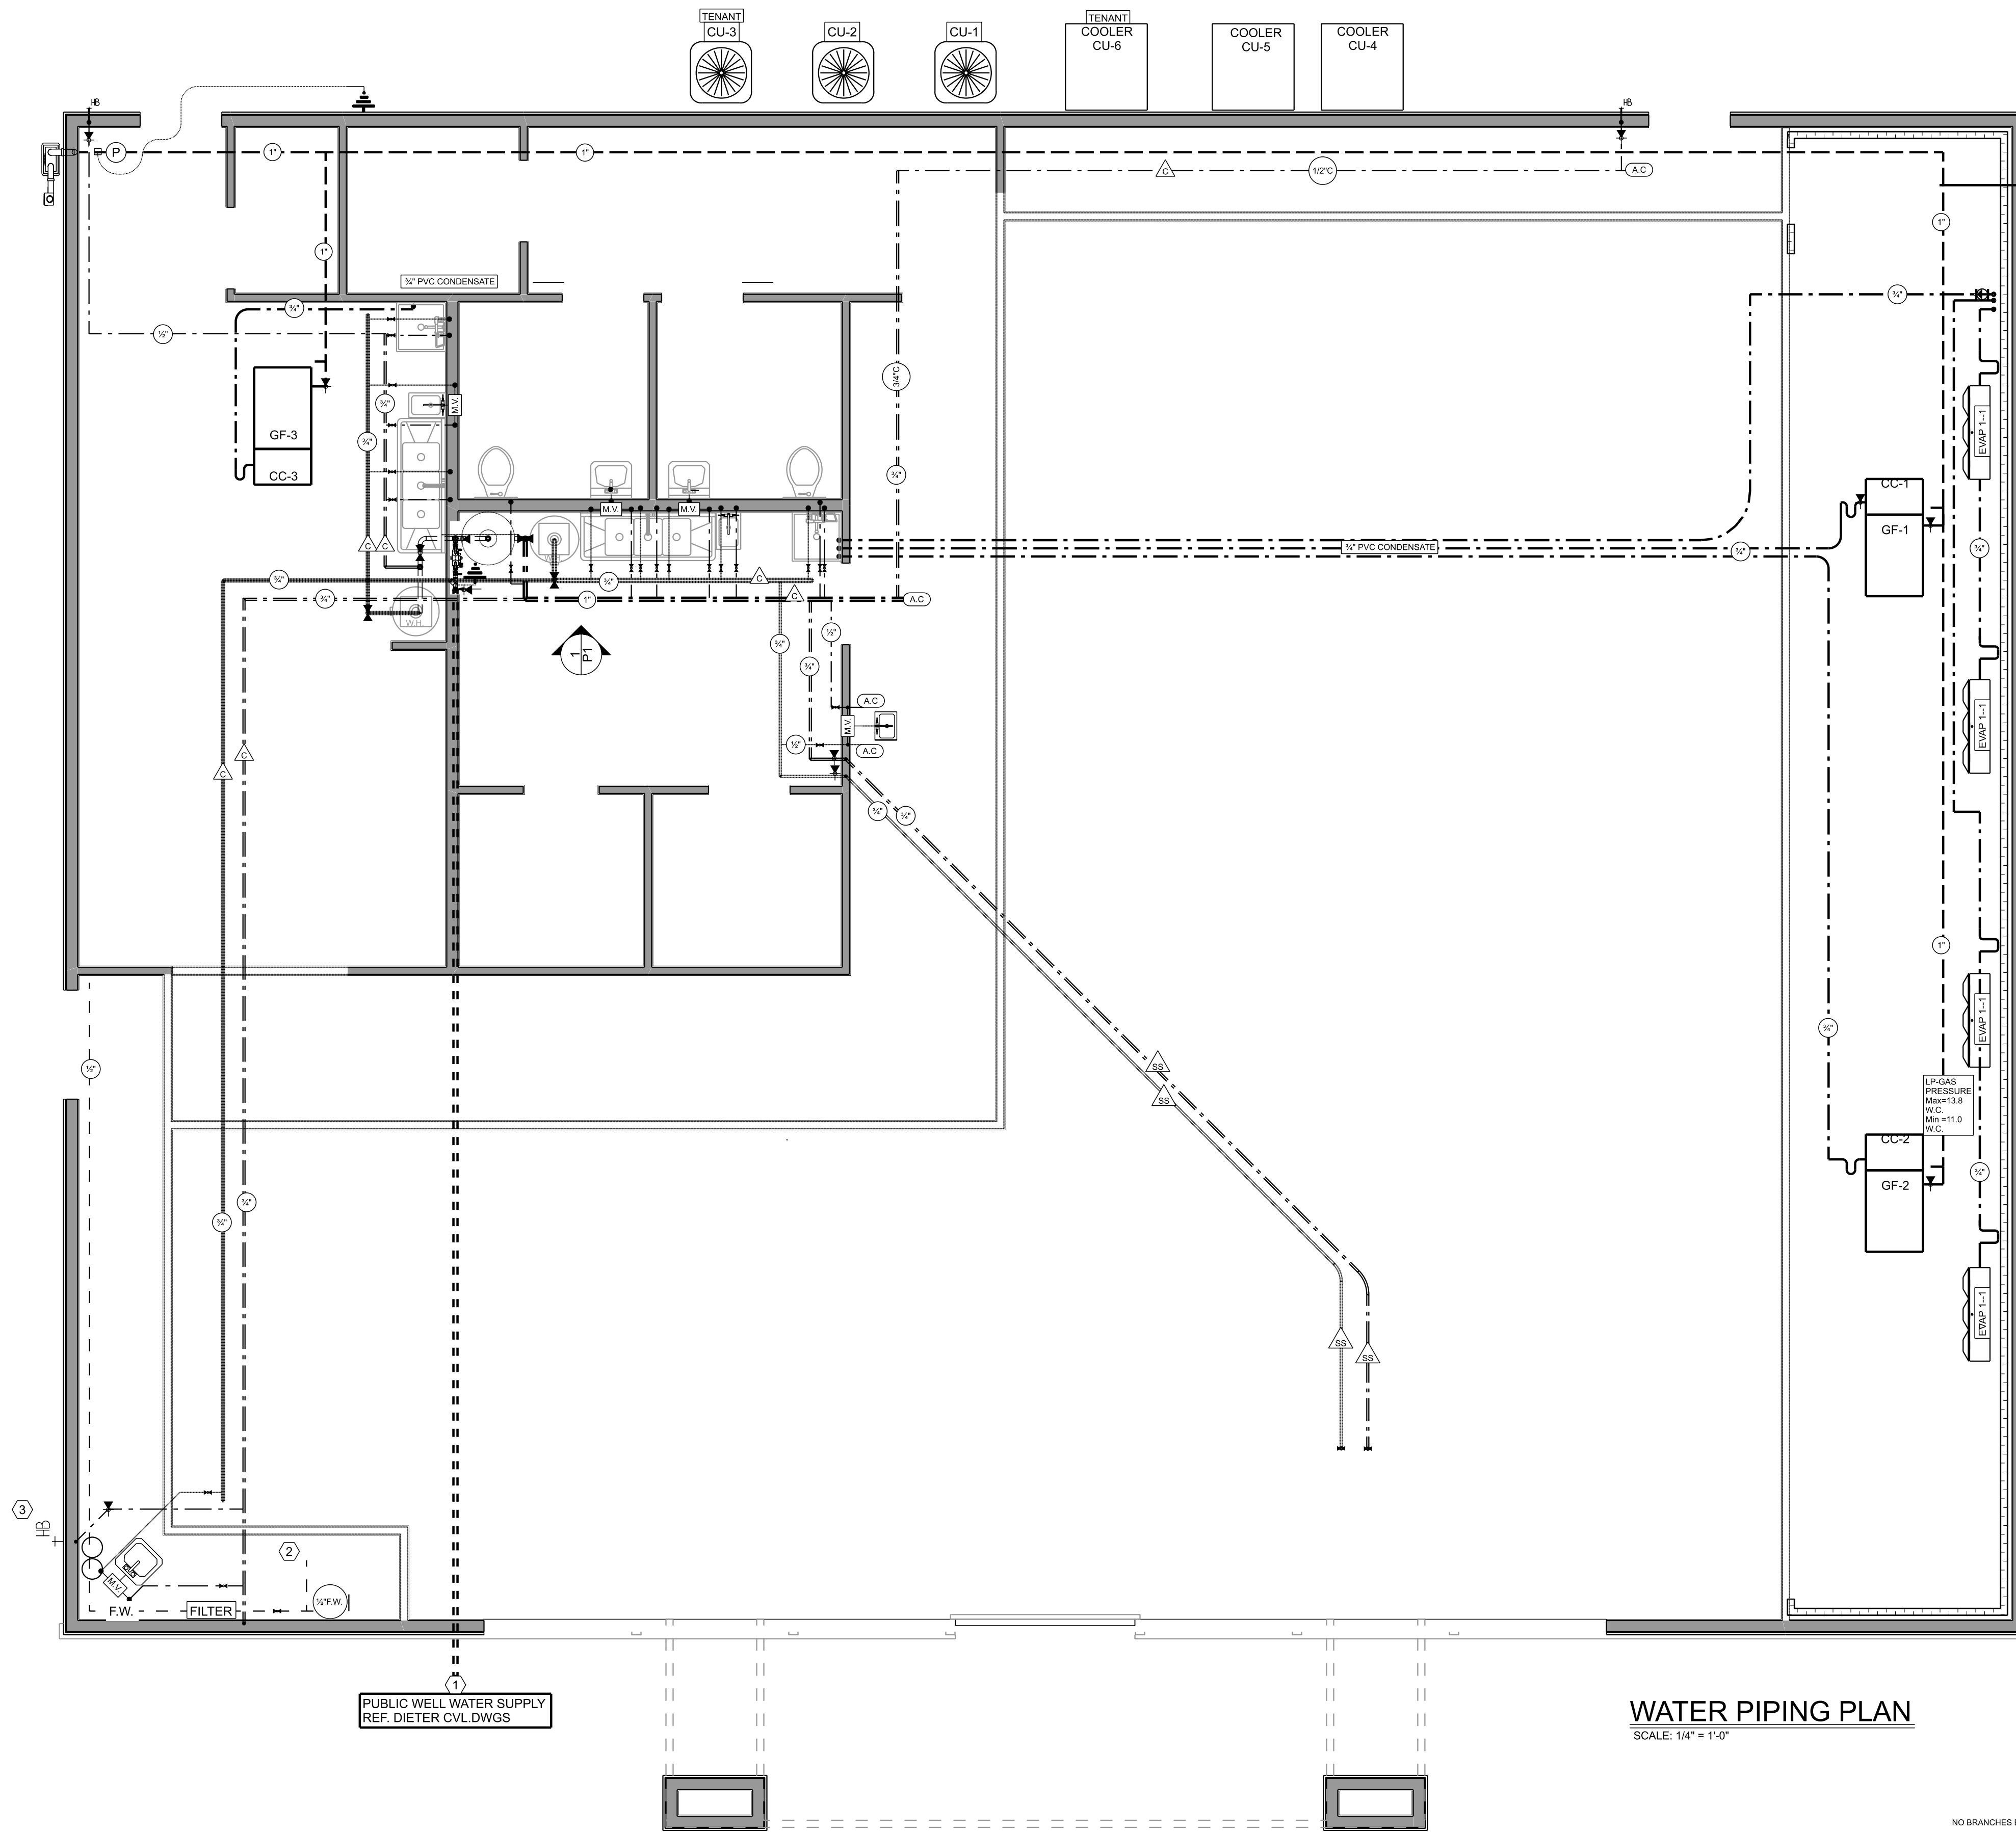 TENANT
CU-3
CU-2
CU-1
TENANT
COOLER
CU-6
COOLER
CU-5
COOLER
CU-4
HB
HB
P
1"
1"
C
1/2"C
A.C
1"
1"
¾" PVC CONDENSATE
¾"
¾"
½"
3/4"C
EVAP 1--1
¾"
M.V.
GF-3
¾"
CC-3
¾"
CC-1
M.V.
M.V.
GF-1
C
C
¾" PVC CONDENSATE
¾"
¾"
¾"
¾"
C
C
¾"
1"
A.C
W.H.
½"
1
P1
¾"
¾"
A.C
M.V.
EVAP 1--1
½"
A.C
C
C
¾"
¾"
1"
EVAP 1--1
¾"
SS
SS
½"
LP-GAS
PRESSURE
Max=13.8
W.C.
Min =11.0
W.C.
CC-2
GF-2
¾"
¾"
¾"
EVAP 1--1
SS
SS
3
HB
2
M.V.
½"F.W.
F.W.
FILTER
1
PUBLIC WELL WATER SUPPLY
REF. DIETER CVL.DWGS
WATER PIPING PLAN
SCALE: 1/4" = 1'-0"
NO BRANCHES